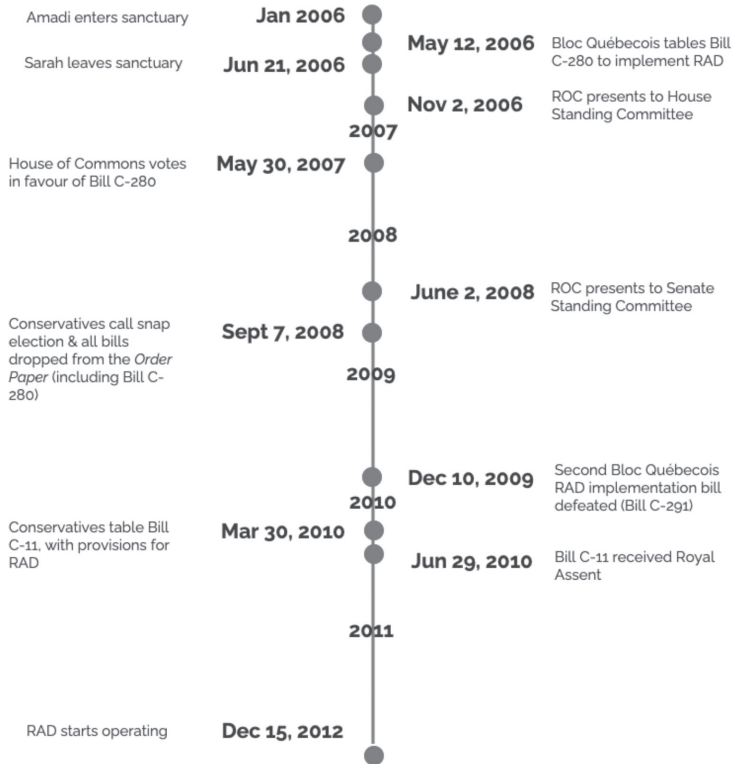 Amadi enters sanctuary
Jan 2006
May 12, 2006
Bloc Québecois tables Bill
C-280 to implement RAD
Sarah leaves sanctuary
Jun 21, 2006
Nov 2, 2006
ROC presents to House
Standing Committee
2007
House of Commons votes
in favour of Bill C-280
May 30, 2007
2008
June 2, 2008
ROC presents to Senate
Standing Committee
Conservatives call snap
election & all bills
dropped from the Order
Paper (including Bill C-
280)
Sept 7, 2008
2009
Dec 10, 2009
Second Bloc Québecois
RAD implementation bill
defeated (Bill C-291)
2010
Conservatives table Bill
C-11, with provisions for
RAD
Mar 30, 2010
Jun 29, 2010
Bill C-11 received Royal
Assent
2011
RAD starts operating
Dec 15, 2012